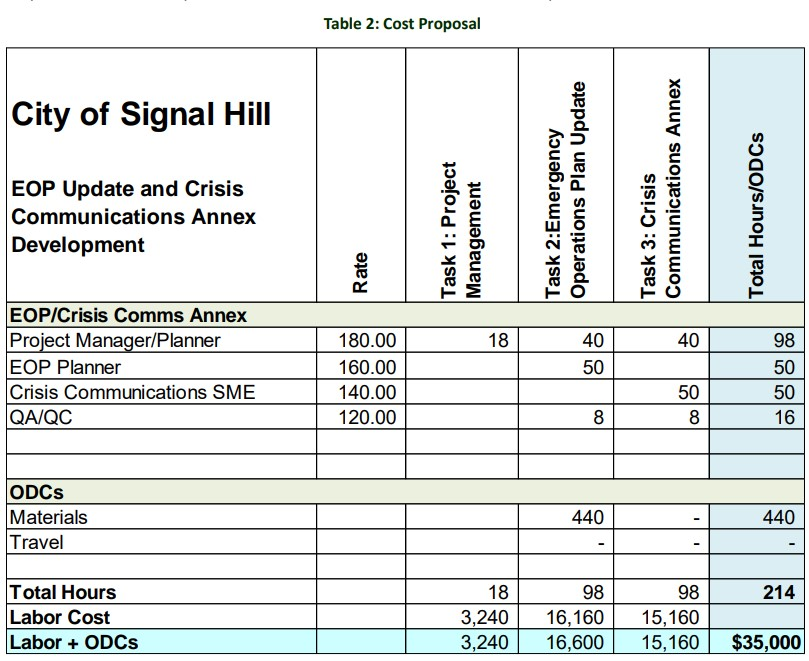 Table 2: Cost Proposal
City of Signal Hill
EOP Update and Crisis
Communications Annex
Development
Rate
Task 1: Project
Management
Task 2:Emergency
Operations Plan Update
Task 3: Crisis
Communications Annex
Total Hours/ODCs
EOP/Crisis Comms Annex
Project Manager/Planner 180.00 18 40 40 98
EOP Planner 160.00 50 50
Crisis Communications SME 140.00 50 50
QA/QC 120.00 8 8 16
ODCs
Materials 440 - 440
Travel - - -
Total Hours 18 98 98 214
Labor Cost 3,240 16,160 15,160
Labor + ODCs 3,240 16,600 15,160 $35,000